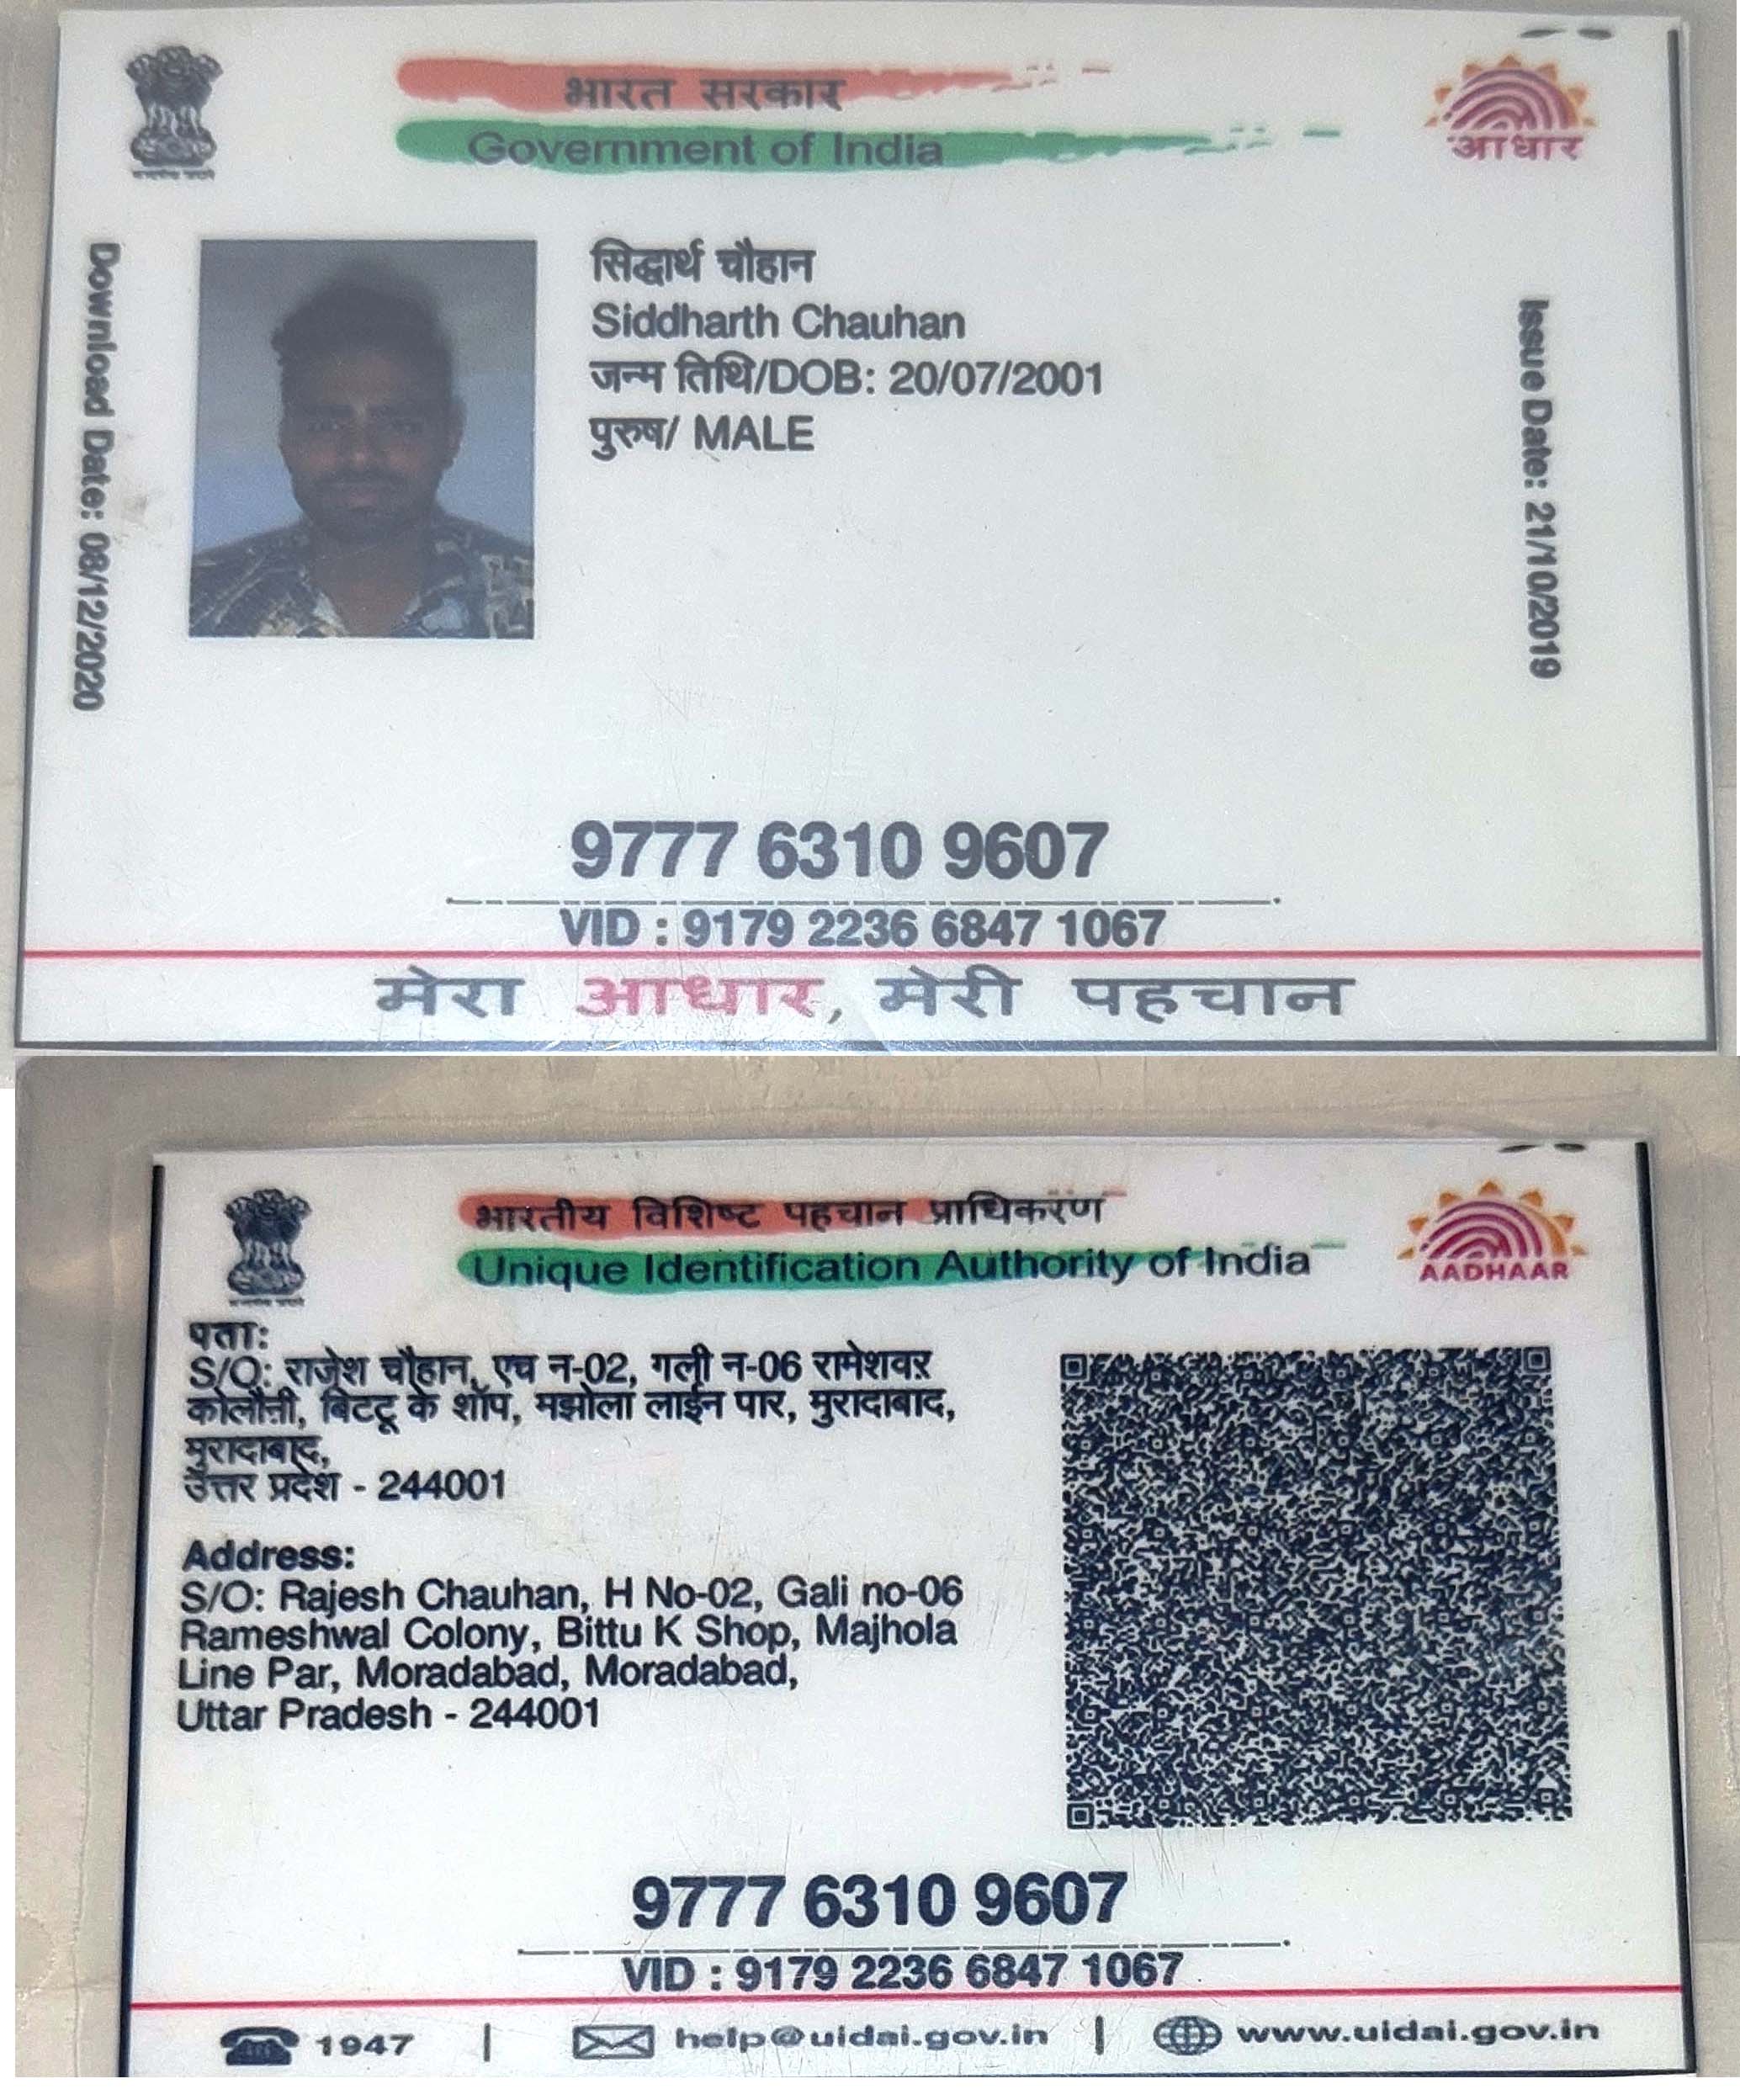 भारत सरकार
Government of India
आधार
Download Date: 08/12/2020
सिद्धार्थ चौहान
Siddharth Chauhan
जन्म तिथि/DOB: 20/07/2001
पुरुष/ MALE
Issue Date: 21/10/2019
9777 6310 9607
VID : 9179 2236 6847 1067
मेरा आधार, मेरी पहचान
भारतीय विशिष्ट पहचान प्राधिकरण
Unique Identification Authority of India
AADHAAR
पता:
S/O: राजेश चौहान, एच न-02, गली न-06 रामेशवर
कोलोनी, बिटटू के शॉप, मझोला लाईन पार, मुरादाबाद,
मुरादाबाद,
उत्तर प्रदेश - 244001
Address:
S/O: Rajesh Chauhan, H No-02, Gali no-06
Rameshwal Colony, Bittu K Shop, Majhola
Line Par, Moradabad, Moradabad,
Uttar Pradesh - 244001
9777 6310 9607
VID : 9179 2236 6847 1067
1947 | help@uidai.gov.in | www.uidai.gov.in